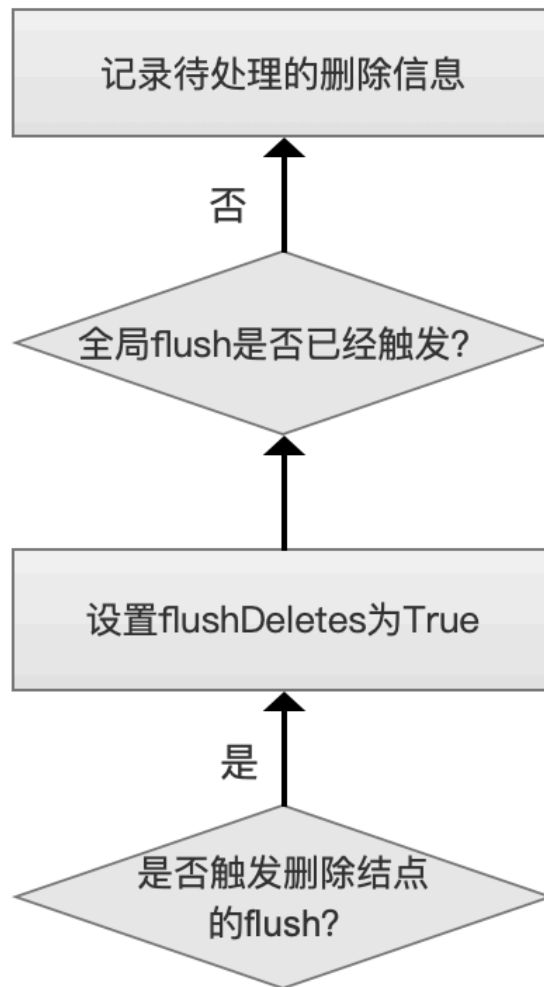 记录待处理的删除信息
否
全局flush是否已经触发?
设置flushDeletes为True
是
是否触发删除结点
的flush?